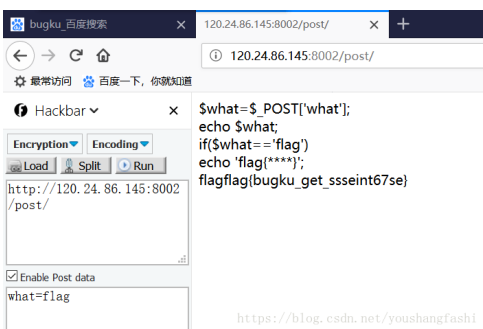 bugku_百度搜索 ×
120.24.86.145:8002/post/ × +
120.24.86.145:8002/post/
最常访问 百度一下，你就知道
Hackbar ×
Encryption Encoding
Load Split Run
http://120.24.86.145:8002
/post/
Enable Post data
what=flag
$what=$_POST['what'];
echo $what;
if($what=='flag')
echo 'flag{****}';
flagflag{bugku_get_ssseint67se}
https://blog.csdn.net/youshangfashi